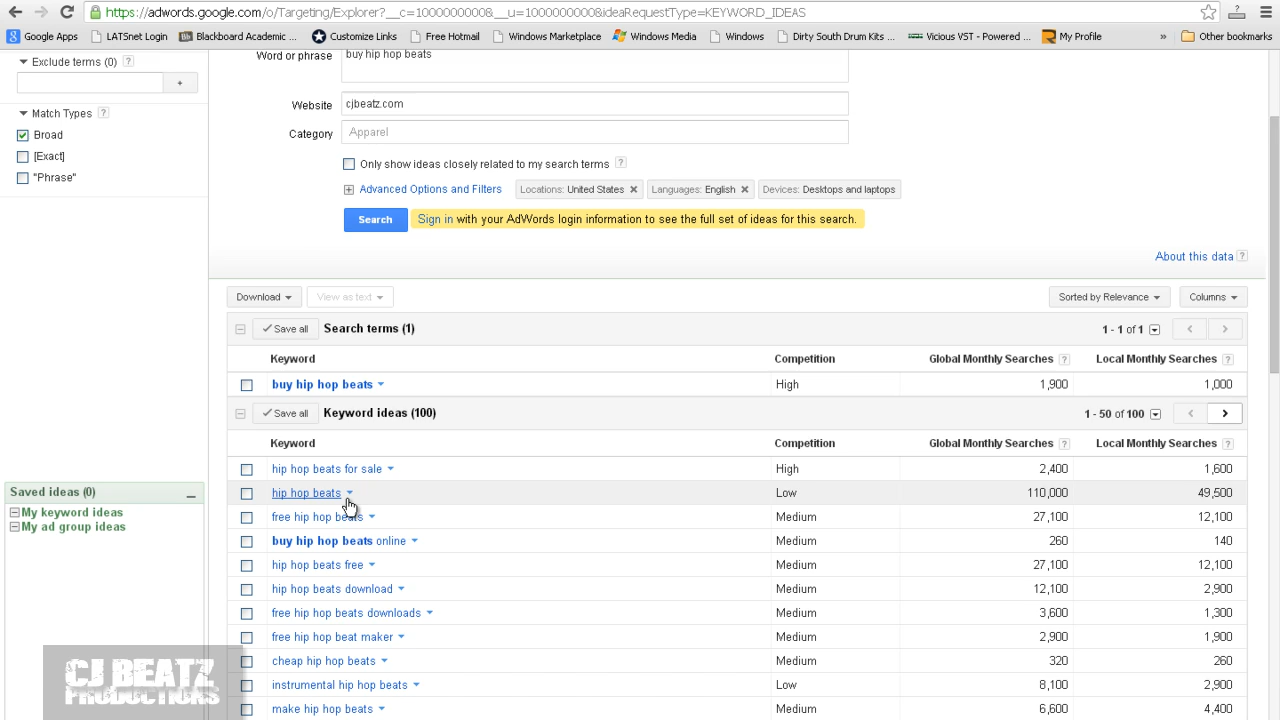 https://adwords.google.com/o/Targeting/Explorer?__c=1000000000&__u=1000000000&ideaRequestType=KEYWORD_IDEAS
Google Apps LATSnet Login Blackboard Academic ... Customize Links Free Hotmail Windows Marketplace Windows Media Windows Dirty South Drum Kits ... Vicious VST - Powered ... My Profile » Other bookmarks
Exclude terms (0) ?
+
Match Types ?
Broad
[Exact]
"Phrase"
Word or phrase buy hip hop beats
Website cjbeatz.com
Category Apparel
Only show ideas closely related to my search terms ?
Advanced Options and Filters Locations: United States × Languages: English × Devices: Desktops and laptops
Search Sign in with your AdWords login information to see the full set of ideas for this search.
About this data ?
Download View as text Sorted by Relevance Columns
Save all Search terms (1) 1 - 1 of 1
Keyword Competition Global Monthly Searches ? Local Monthly Searches ?
buy hip hop beats High 1,900 1,000
Save all Keyword ideas (100) 1 - 50 of 100
Keyword Competition Global Monthly Searches ? Local Monthly Searches ?
hip hop beats for sale High 2,400 1,600
hip hop beats Low 110,000 49,500
free hip hop beats Medium 27,100 12,100
buy hip hop beats online Medium 260 140
hip hop beats free Medium 27,100 12,100
hip hop beats download Medium 12,100 2,900
free hip hop beats downloads Medium 3,600 1,300
free hip hop beat maker Medium 2,900 1,900
cheap hip hop beats Medium 320 260
instrumental hip hop beats Low 8,100 2,900
make hip hop beats Medium 6,600 4,400
Saved ideas (0)
My keyword ideas
My ad group ideas
CJ BEATZ
PRODUCTIONS